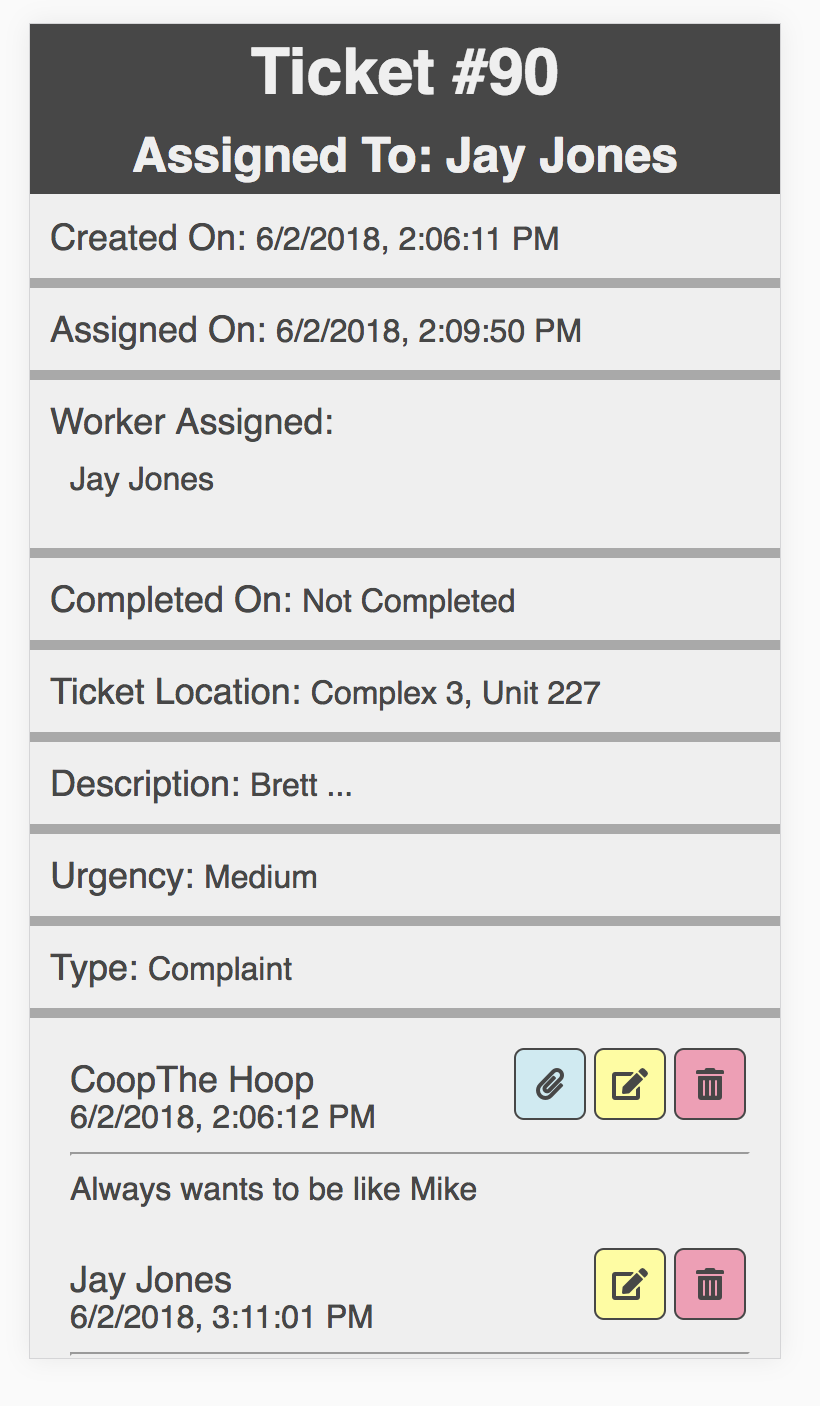 Ticket #90
Assigned To: Jay Jones
Created On: 6/2/2018, 2:06:11 PM
Assigned On: 6/2/2018, 2:09:50 PM
Worker Assigned:
Jay Jones
Completed On: Not Completed
Ticket Location: Complex 3, Unit 227
Description: Brett ...
Urgency: Medium
Type: Complaint
CoopThe Hoop
6/2/2018, 2:06:12 PM
Always wants to be like Mike
Jay Jones
6/2/2018, 3:11:01 PM